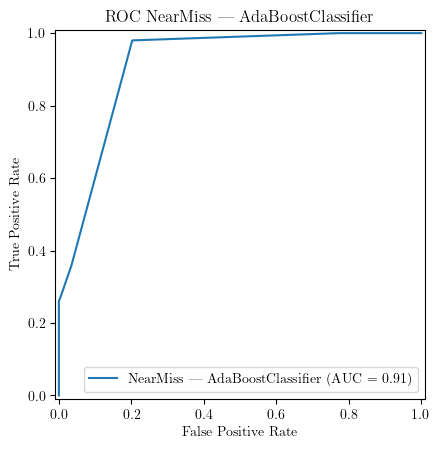 ROC NearMiss — AdaBoostClassifier
1.0
0.8
0.6
0.4
0.2
0.0
True Positive Rate
NearMiss — AdaBoostClassifier (AUC = 0.91)
0.0 0.2 0.4 0.6 0.8 1.0
False Positive Rate